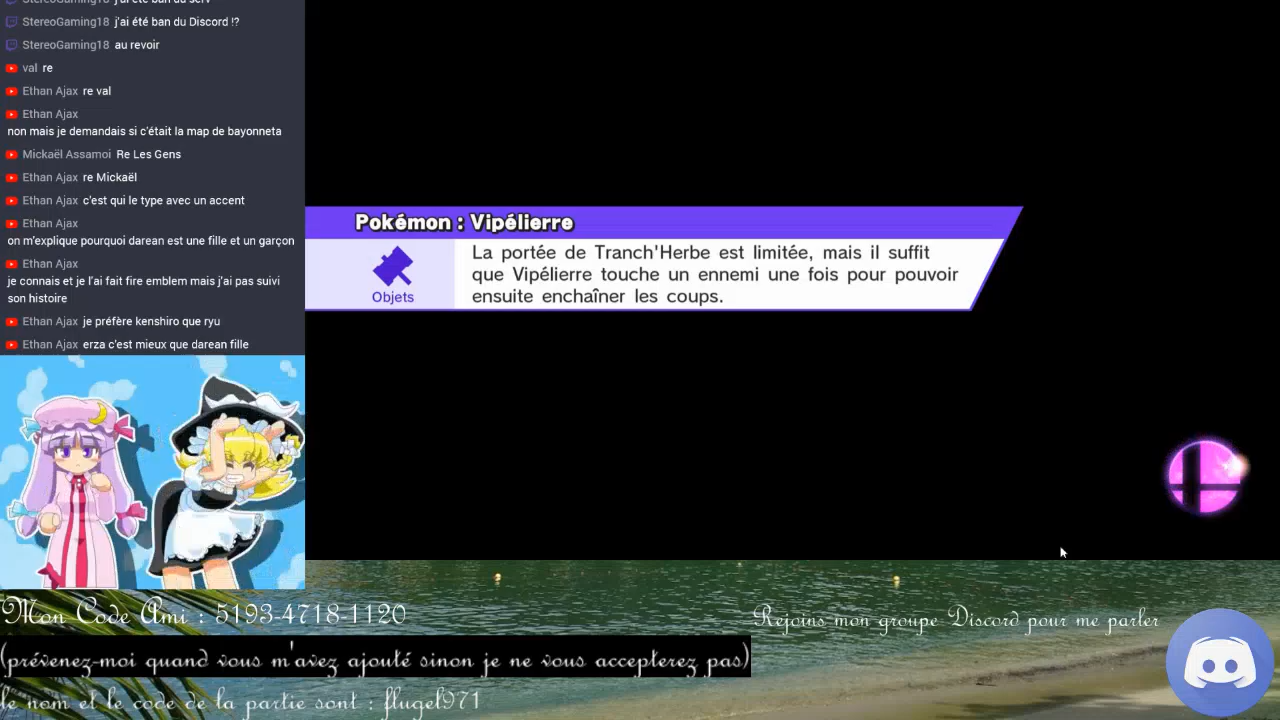 StereoGaming18 j'ai été ban du serv
StereoGaming18 j'ai été ban du Discord !?
StereoGaming18 au revoir
val re
Ethan Ajax re val
Ethan Ajax
non mais je demandais si c'était la map de bayonneta
Mickaël Assamoi Re Les Gens
Ethan Ajax re Mickaël
Ethan Ajax c'est qui le type avec un accent
Ethan Ajax
on m'explique pourquoi darean est une fille et un garçon
Ethan Ajax
je connais et je l'ai fait fire emblem mais j'ai pas suivi
son histoire
Ethan Ajax je préfère kenshiro que ryu
Ethan Ajax erza c'est mieux que darean fille
Pokémon : Vipélierre
Objets
La portée de Tranch'Herbe est limitée, mais il suffit
que Vipélierre touche un ennemi une fois pour pouvoir
ensuite enchaîner les coups.
Mon Code Ami : 5193-4718-1120
(prévenez-moi quand vous m'avez ajouté sinon je ne vous accepterez pas)
le nom et le code de la partie sont : flugel971
Rejoins mon groupe Discord pour me parler